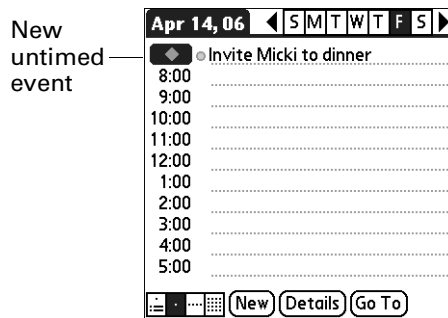 New
untimed
event
Apr 14, 06 S M T W T F S
Invite Micki to dinner
8:00
9:00
10:00
11:00
12:00
1:00
2:00
3:00
4:00
5:00
New Details Go To